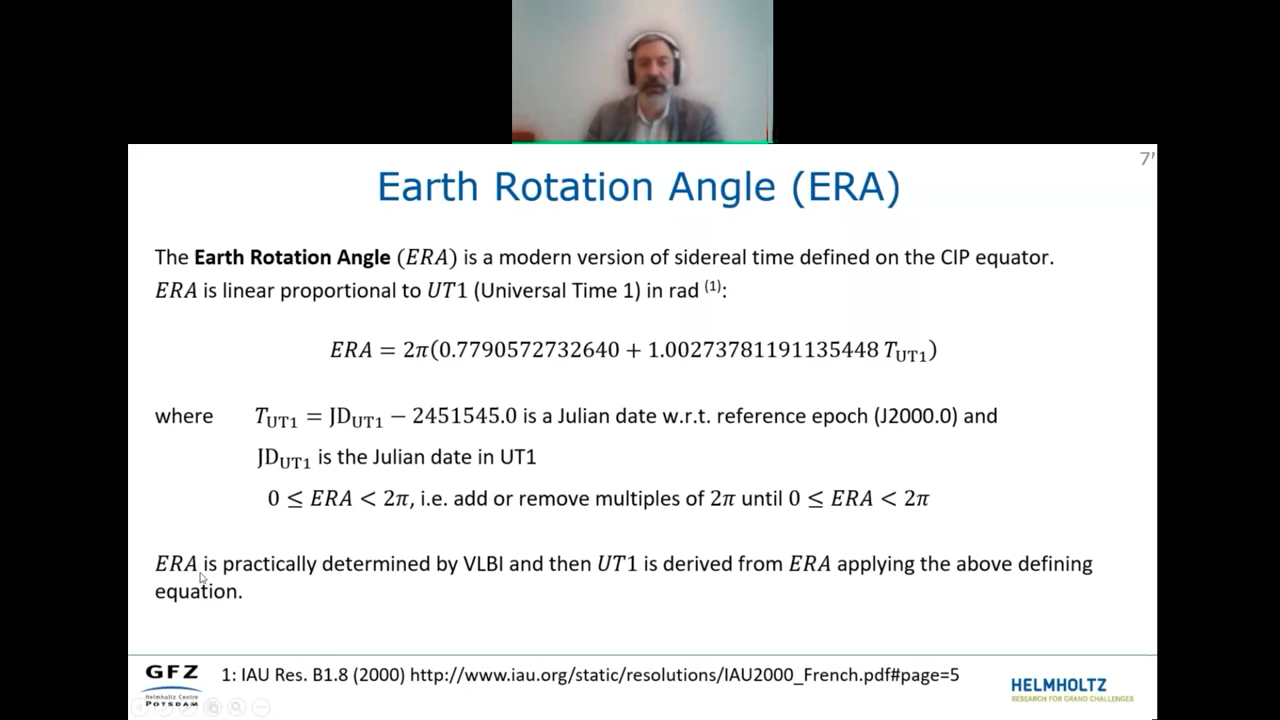 7'
Earth Rotation Angle (ERA)
The Earth Rotation Angle (ERA) is a modern version of sidereal time defined on the CIP equator.
ERA is linear proportional to UT1 (Universal Time 1) in rad (1):
ERA = 2π(0.7790572732640 + 1.00273781191135448 T_UT1)
where T_UT1 = JD_UT1 − 2451545.0 is a Julian date w.r.t. reference epoch (J2000.0) and
JD_UT1 is the Julian date in UT1
0 ≤ ERA < 2π, i.e. add or remove multiples of 2π until 0 ≤ ERA < 2π
ERA is practically determined by VLBI and then UT1 is derived from ERA applying the above defining
equation.
GFZ
Helmholtz Centre
POTSDAM
1: IAU Res. B1.8 (2000) http://www.iau.org/static/resolutions/IAU2000_French.pdf#page=5
HELMHOLTZ
RESEARCH FOR GRAND CHALLENGES